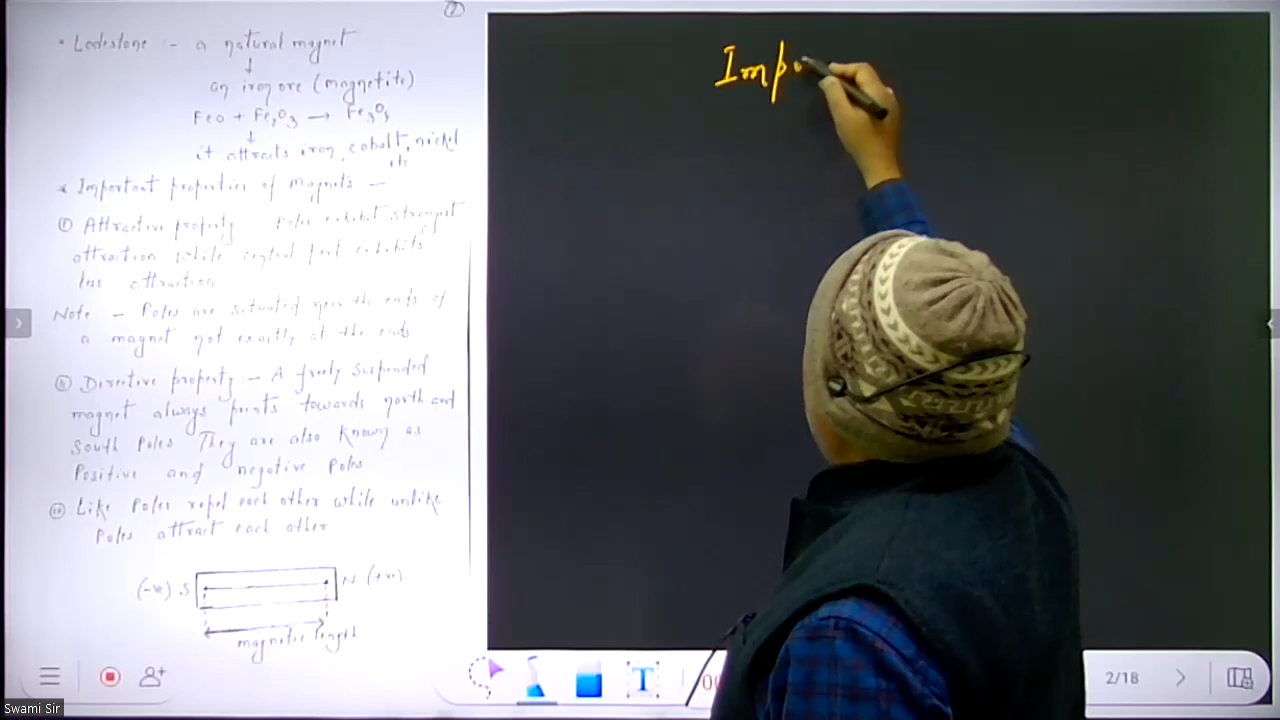 * Lodestone :- a natural magnet
↓
an iron ore (magnetite)
FeO + Fe₂O₃ → Fe₃O₄
↓
it attracts iron, cobalt, nickel
etc
* Important properties of magnets —
(i) Attractive property - Poles exhibit strongest
attraction while central part exhibits
less attraction
Note - Poles are situated near the ends of
a magnet not exactly at the ends
(ii) Directive property - A freely suspended
magnet always points towards north and
South Poles They are also known as
Positive and negative Poles
(iii) Like Poles repel each other while unlike
Poles attract each other
(-ve) S N (+ve)
magnetic length
Impo
T
2/18
Swami Sir